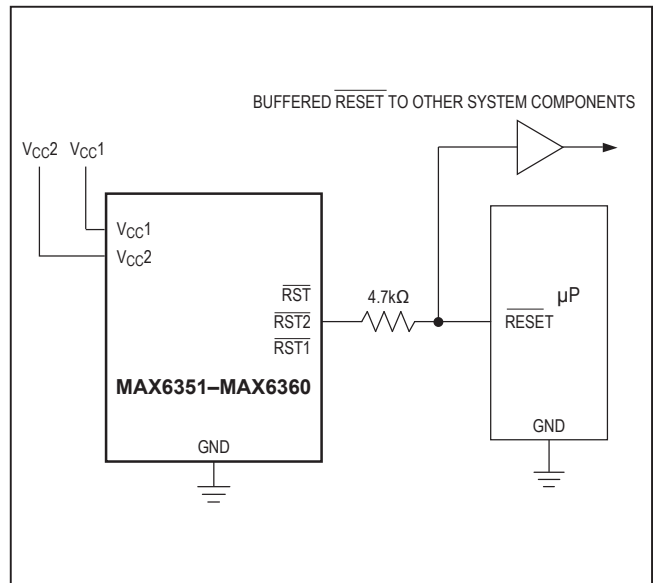 BUFFERED RESET TO OTHER SYSTEM COMPONENTS
VCC2 VCC1
VCC1
VCC2
RST
RST2
RST1
4.7kΩ
µP
RESET
MAX6351–MAX6360
GND
GND